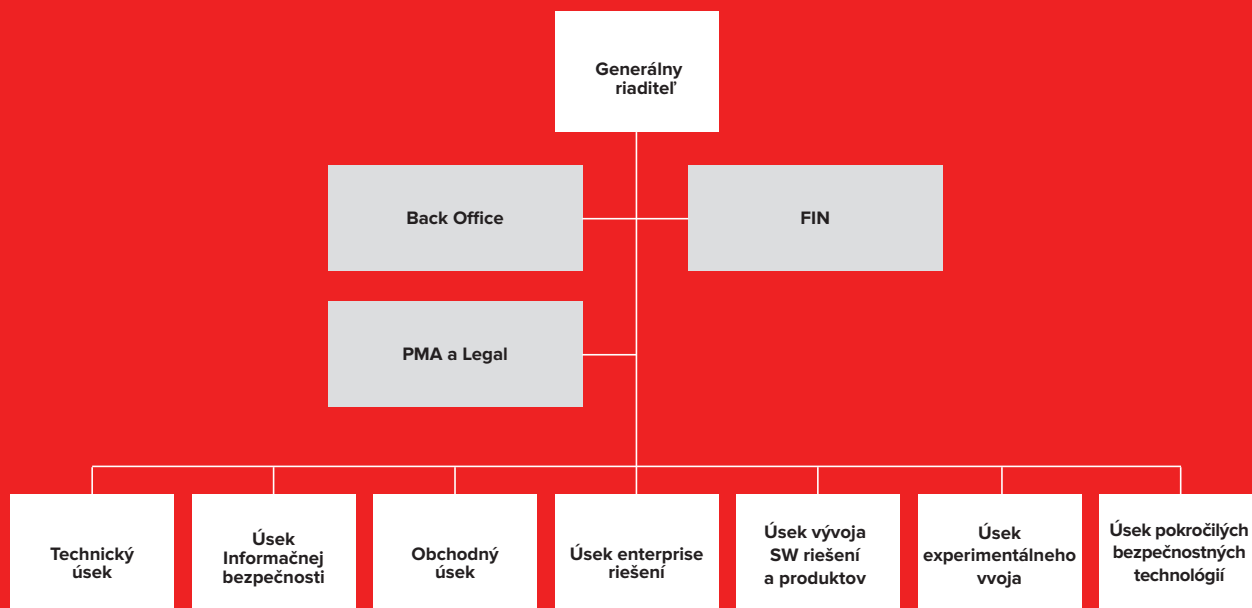 Generálny
riaditeľ
Back Office
FIN
PMA a Legal
Technický
úsek
Úsek
Informačnej
bezpečnosti
Obchodný
úsek
Úsek enterprise
riešení
Úsek vývoja
SW riešení
a produktov
Úsek
experimentálneho
vvoja
Úsek pokročilých
bezpečnostných
technológií